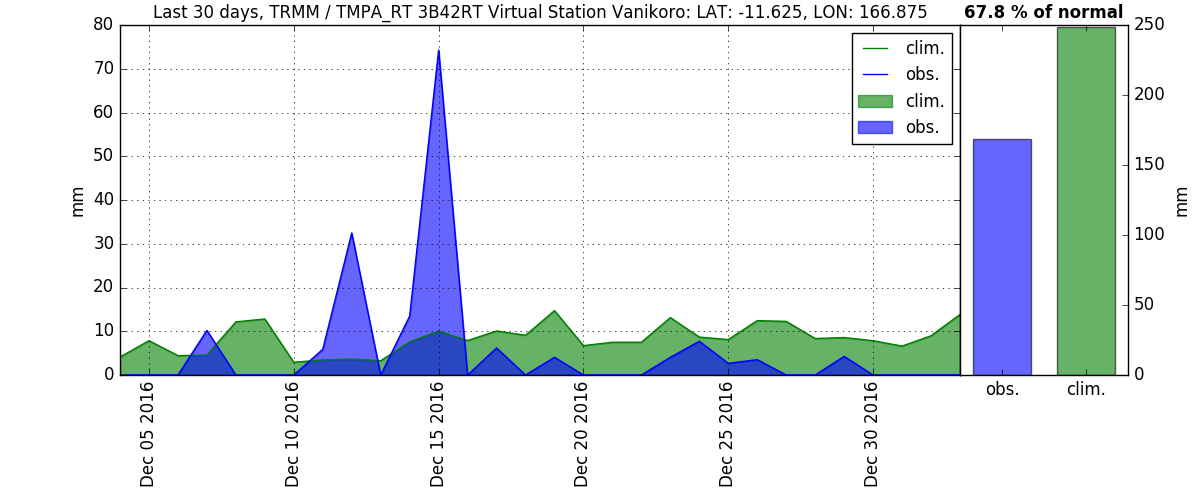 Last 30 days, TRMM / TMPA_RT 3B42RT Virtual Station Vanikoro: LAT: -11.625, LON: 166.875
67.8 % of normal
80
70
60
50
40
30
20
10
0
mm
clim.
obs.
clim.
obs.
250
200
150
100
50
0
mm
obs.
clim.
Dec 05 2016
Dec 10 2016
Dec 15 2016
Dec 20 2016
Dec 25 2016
Dec 30 2016